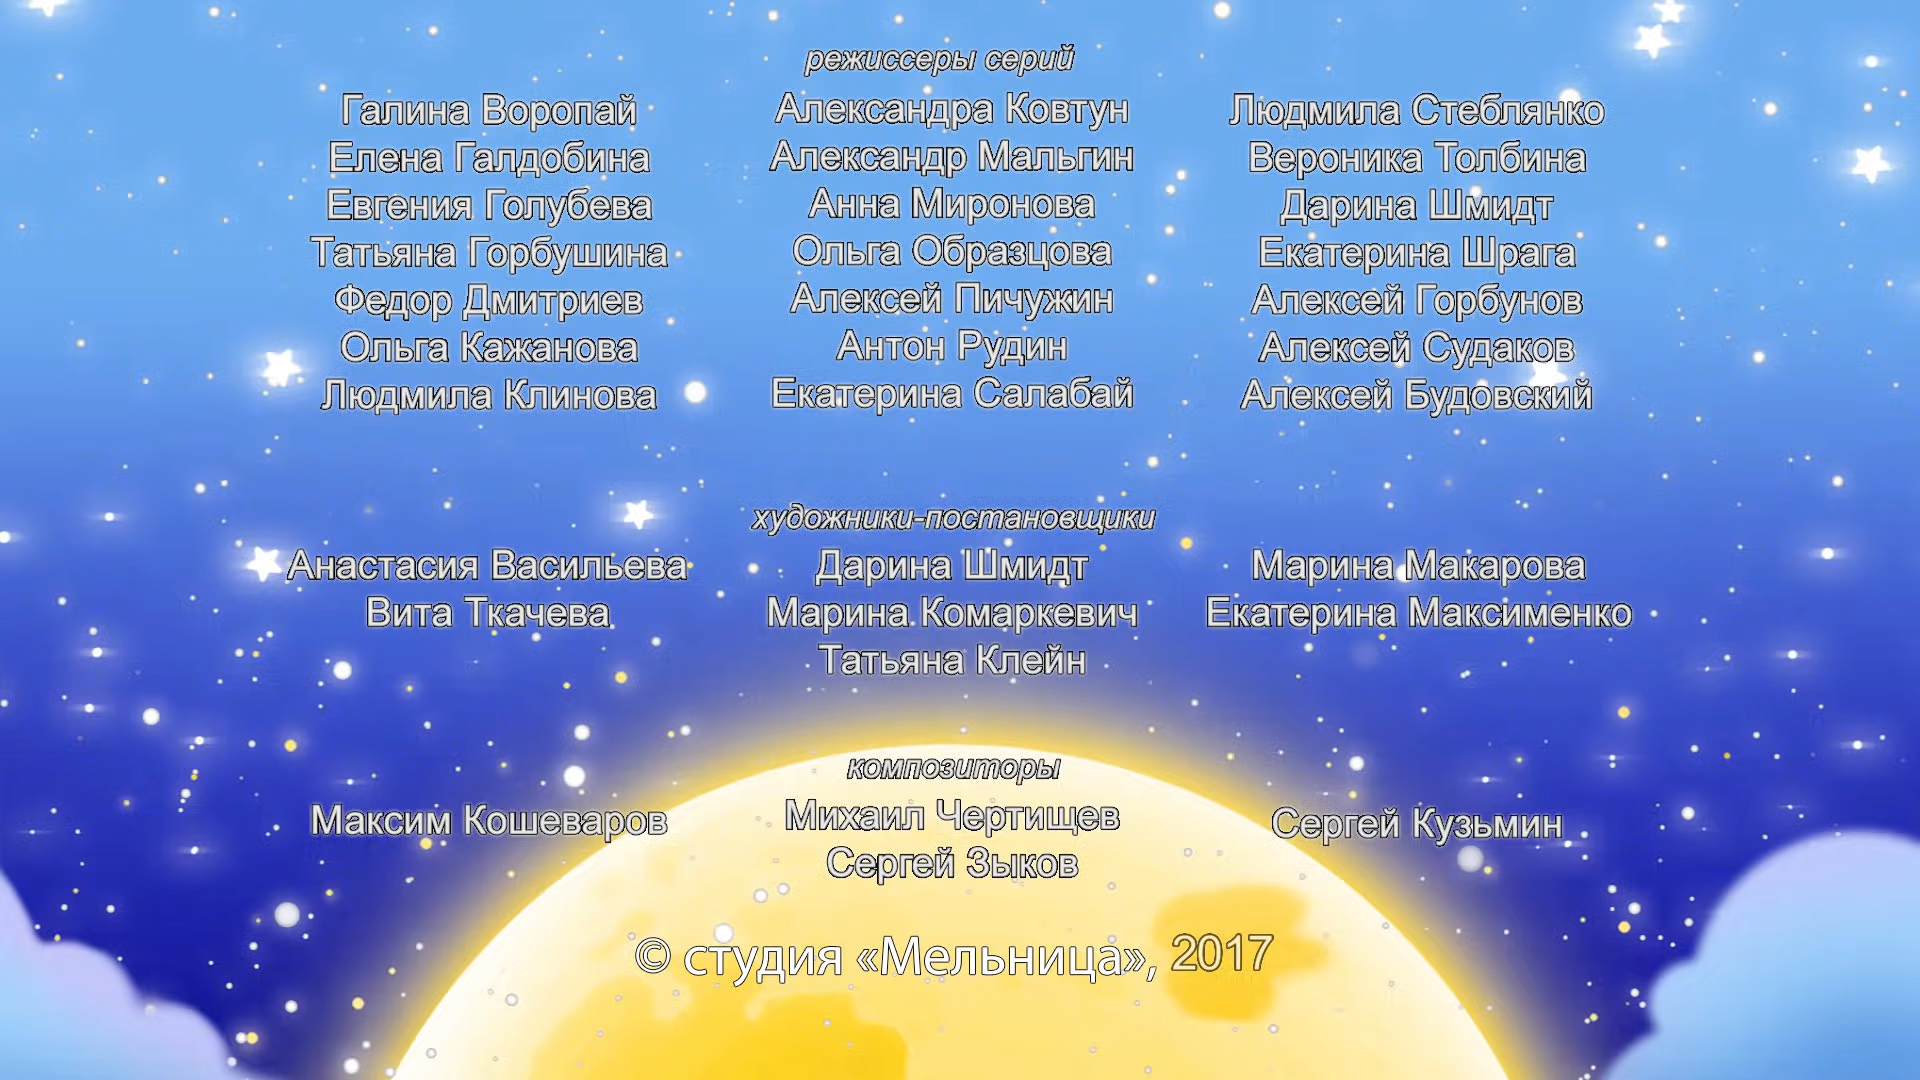 режиссеры серий
Галина Воропай
Елена Галдобина
Евгения Голубева
Татьяна Горбушина
Федор Дмитриев
Ольга Кажанова
Людмила Клинова
Александра Ковтун
Александр Мальгин
Анна Миронова
Ольга Образцова
Алексей Пичужин
Антон Рудин
Екатерина Салабай
Людмила Стеблянко
Вероника Толбина
Дарина Шмидт
Екатерина Шрага
Алексей Горбунов
Алексей Судаков
Алексей Будовский
художники-постановщики
Анастасия Васильева
Вита Ткачева
Дарина Шмидт
Марина Комаркевич
Татьяна Клейн
Марина Макарова
Екатерина Максименко
композиторы
Максим Кошеваров
Михаил Чертищев
Сергей Зыков
Сергей Кузьмин
© студия «Мельница», 2017